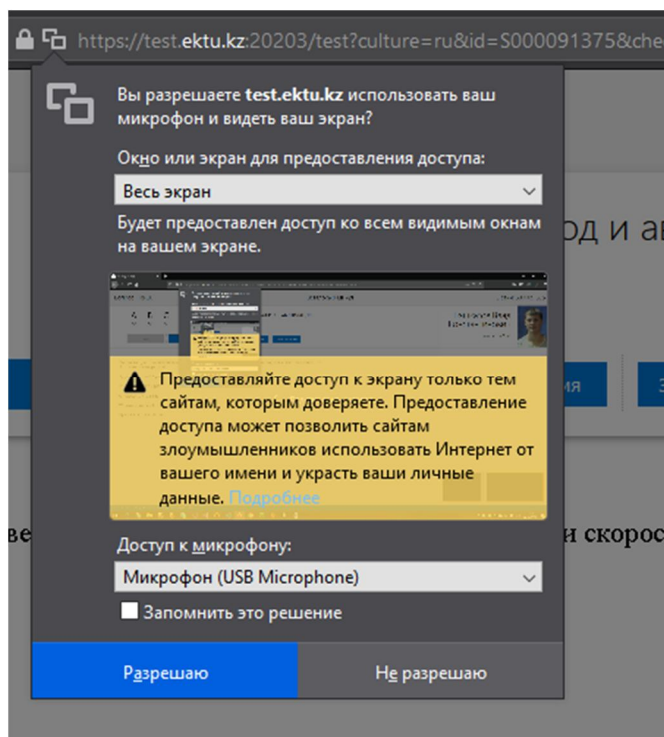 https://test.ektu.kz:20203/test?culture=ru&id=S000091375&che
Вы разрешаете test.ektu.kz использовать ваш
микрофон и видеть ваш экран?
Окно или экран для предоставления доступа:
Весь экран
Будет предоставлен доступ ко всем видимым окнам
на вашем экране.
од и ав
Предоставляйте доступ к экрану только тем
сайтам, которым доверяете. Предоставление
доступа может позволить сайтам
злоумышленников использовать Интернет от
вашего имени и украсть ваши личные
данные. Подробнее
ия
З
ве
и скорос
Доступ к микрофону:
Микрофон (USB Microphone)
Запомнить это решение
Разрешаю
Не разрешаю